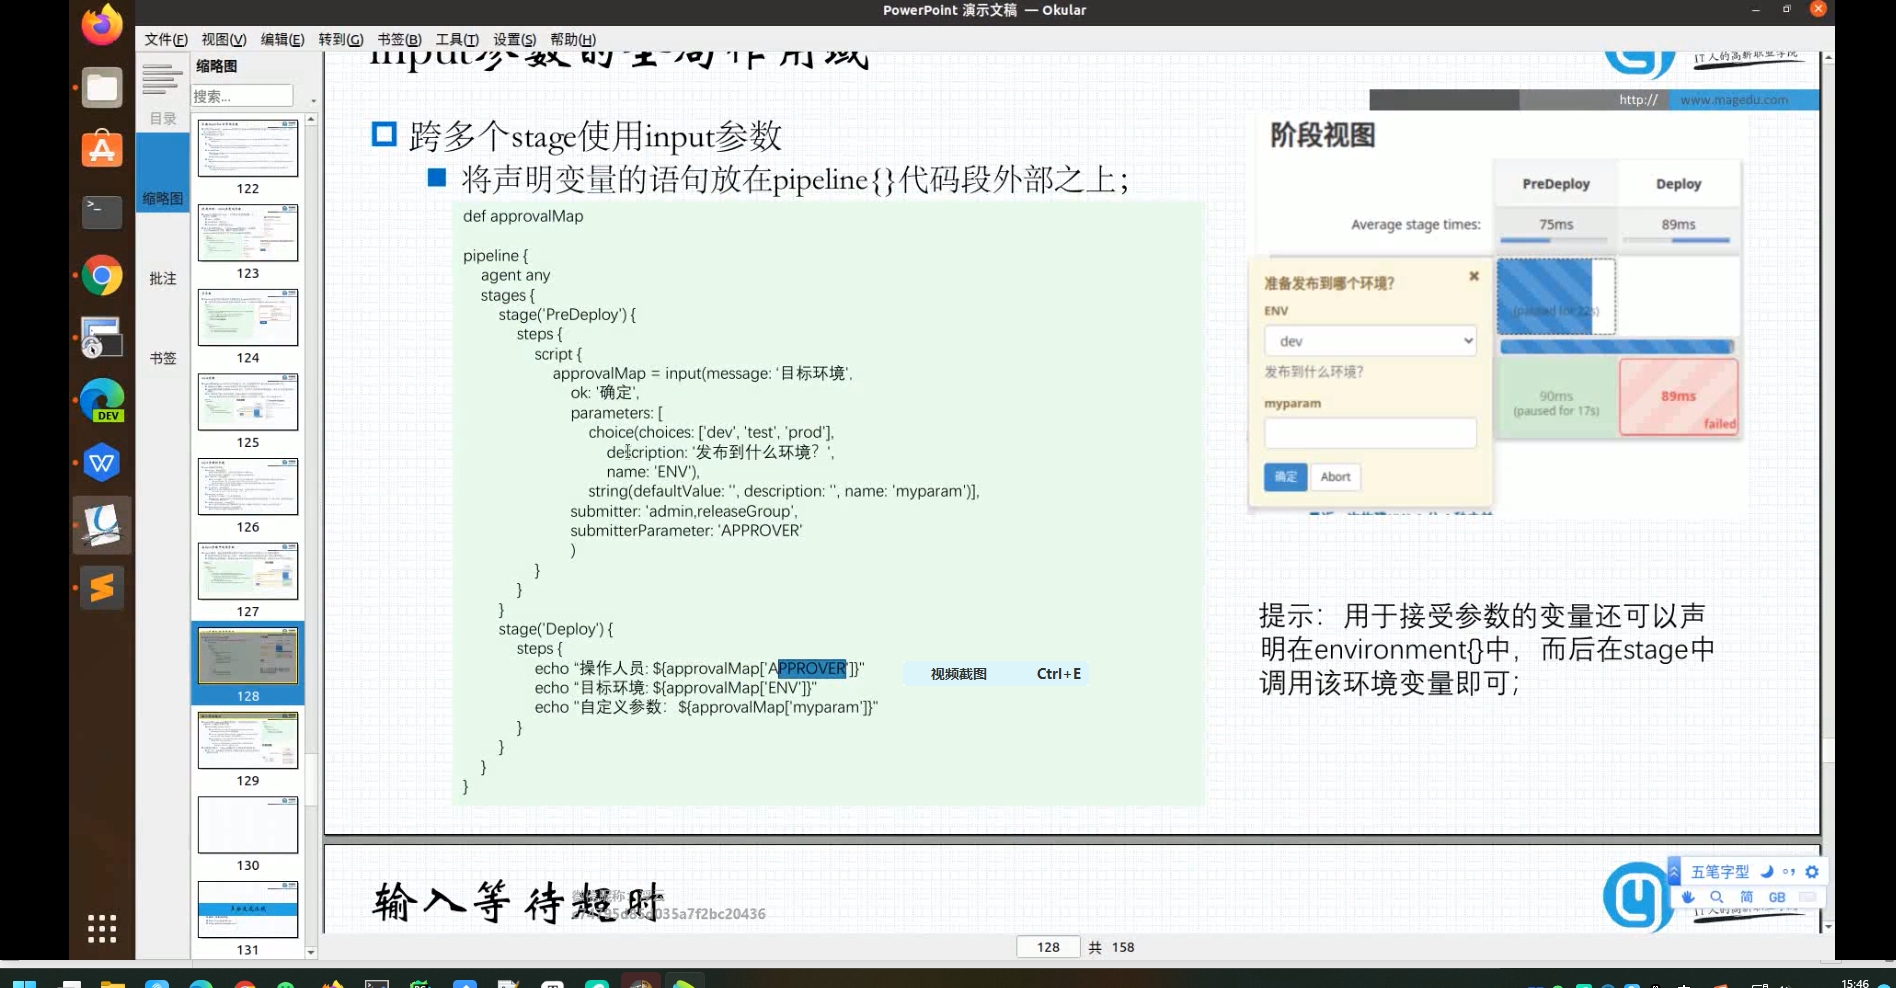 PowerPoint 演示文稿 — Okular
文件(F) 视图(V) 编辑(E) 转到(G) 书签(B) 工具(T) 设置(S) 帮助(H)
目录
缩略图
批注
书签
缩略图
搜索...
122
123
124
125
126
127
128
129
130
131
input参数的全局作用域
IT人的高薪职业学院
http:// www.magedu.com
跨多个stage使用input参数
将声明变量的语句放在pipeline{}代码段外部之上；
def approvalMap
pipeline {
agent any
stages {
stage('PreDeploy') {
steps {
script {
approvalMap = input(message: '目标环境',
ok: '确定',
parameters: [
choice(choices: ['dev', 'test', 'prod'],
description: '发布到什么环境？',
name: 'ENV'),
string(defaultValue: '', description: '', name: 'myparam')],
submitter: 'admin,releaseGroup',
submitterParameter: 'APPROVER'
)
}
}
}
stage('Deploy') {
steps {
echo "操作人员: ${approvalMap['APPROVER']}"
echo "目标环境: ${approvalMap['ENV']}"
echo "自定义参数： ${approvalMap['myparam']}"
}
}
}
}
视频截图 Ctrl+E
阶段视图
PreDeploy Deploy
Average stage times: 75ms 89ms
准备发布到哪个环境?
ENV
dev
发布到什么环境?
myparam
确定 Abort
(paused for 22s)
90ms
(paused for 17s)
89ms
failed
提示：用于接受参数的变量还可以声
明在environment{}中，而后在stage中
调用该环境变量即可；
输入等待超时
五笔字型
简 GB
128 共 158
DEV
15:46